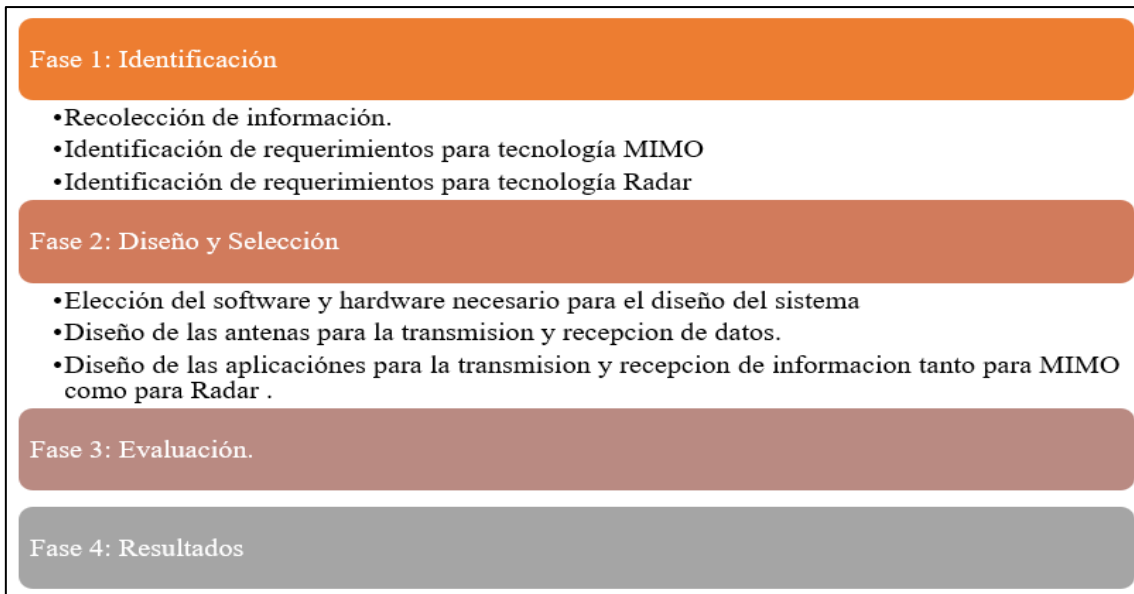 Fase 1: Identificación
•Recolección de información.
•Identificación de requerimientos para tecnología MIMO
•Identificación de requerimientos para tecnología Radar
Fase 2: Diseño y Selección
•Elección del software y hardware necesario para el diseño del sistema
•Diseño de las antenas para la transmision y recepcion de datos.
•Diseño de las aplicaciónes para la transmision y recepcion de informacion tanto para MIMO
como para Radar .
Fase 3: Evaluación.
Fase 4: Resultados